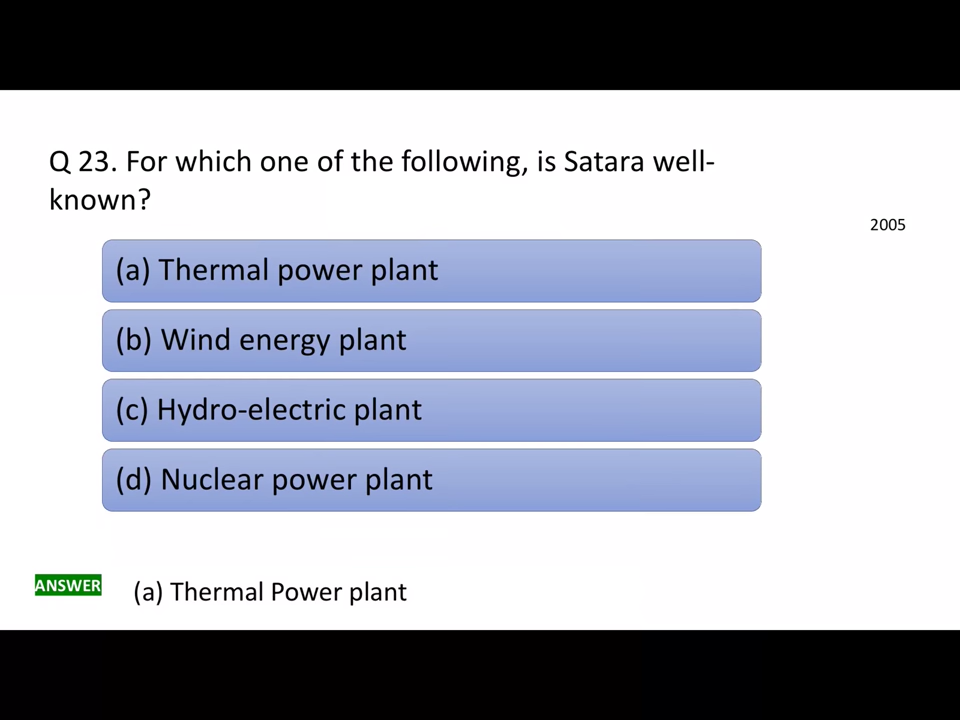 Q 23. For which one of the following, is Satara well-
known?
2005
(a) Thermal power plant
(b) Wind energy plant
(c) Hydro-electric plant
(d) Nuclear power plant
ANSWER
(a) Thermal Power plant